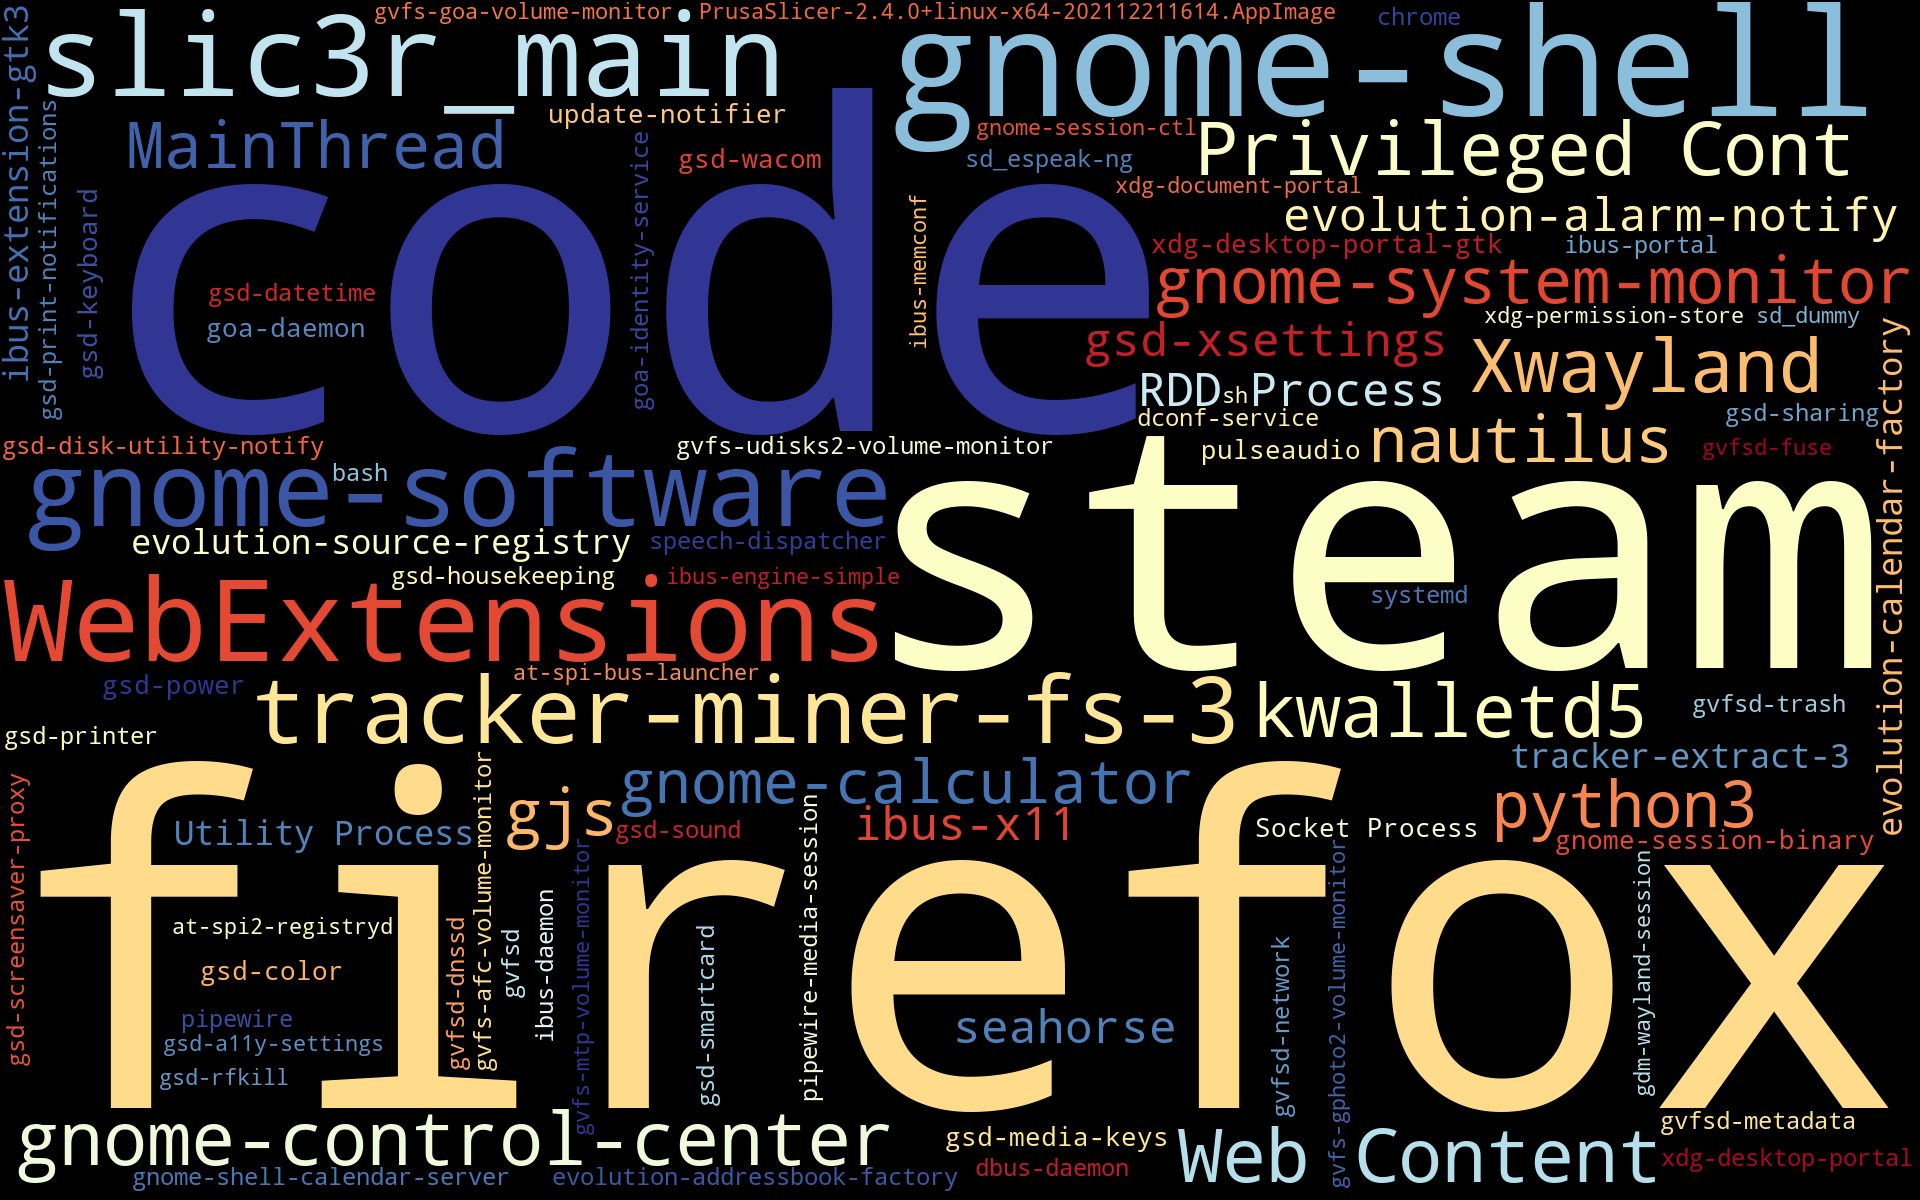 gvfs-goa-volume-monitor
PrusaSlicer-2.4.0+linux-x64-202112211614.AppImage
chrome
ibus-extension-gtk3
slic3r_main
gnome-shell
update-notifier
gsd-print-notifications
MainThread
gsd-wacom
gnome-session-ctl
sd_espeak-ng
Privileged Cont
xdg-document-portal
gsd-keyboard
code
goa-identity-service
ibus-memconf
evolution-alarm-notify
xdg-desktop-portal-gtk
ibus-portal
gnome-system-monitor
gsd-datetime
goa-daemon
xdg-permission-store
sd_dummy
gsd-xsettings
Xwayland
RDD Process
sh
dconf-service
gsd-sharing
evolution-calendar-factory
gsd-disk-utility-notify
gvfs-udisks2-volume-monitor
pulseaudio
nautilus
gvfsd-fuse
bash
gnome-software
steam
evolution-source-registry
speech-dispatcher
gsd-housekeeping
ibus-engine-simple
systemd
WebExtensions
at-spi-bus-launcher
gsd-power
tracker-miner-fs-3
kwalletd5
gvfsd-trash
gsd-printer
tracker-extract-3
gnome-calculator
gsd-screensaver-proxy
firefox
Utility Process
gvfs-afc-volume-monitor
gjs
gsd-sound
pipewire-media-session
ibus-x11
Socket Process
python3
gnome-session-binary
at-spi2-registryd
gsd-color
gvfsd-dnssd
gvfsd
ibus-daemon
gvfs-mtp-volume-monitor
gsd-smartcard
seahorse
gvfsd-network
gvfs-gphoto2-volume-monitor
gdm-wayland-session
pipewire
gsd-a11y-settings
gsd-rfkill
gnome-control-center
gsd-media-keys
Web Content
gvfsd-metadata
gnome-shell-calendar-server
evolution-addressbook-factory
dbus-daemon
xdg-desktop-portal